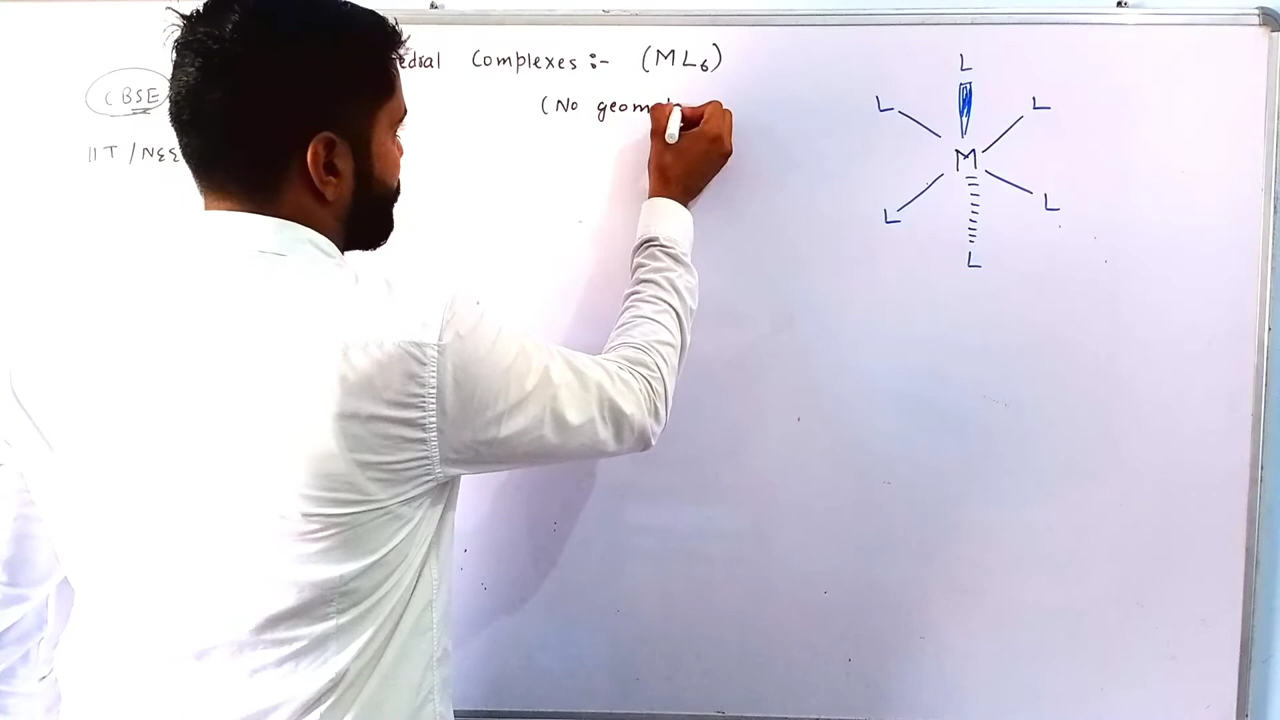 edral Complexes :- (ML₆)
CBSE
(No geom
IIT / NEE
L
L L
M
L L
L